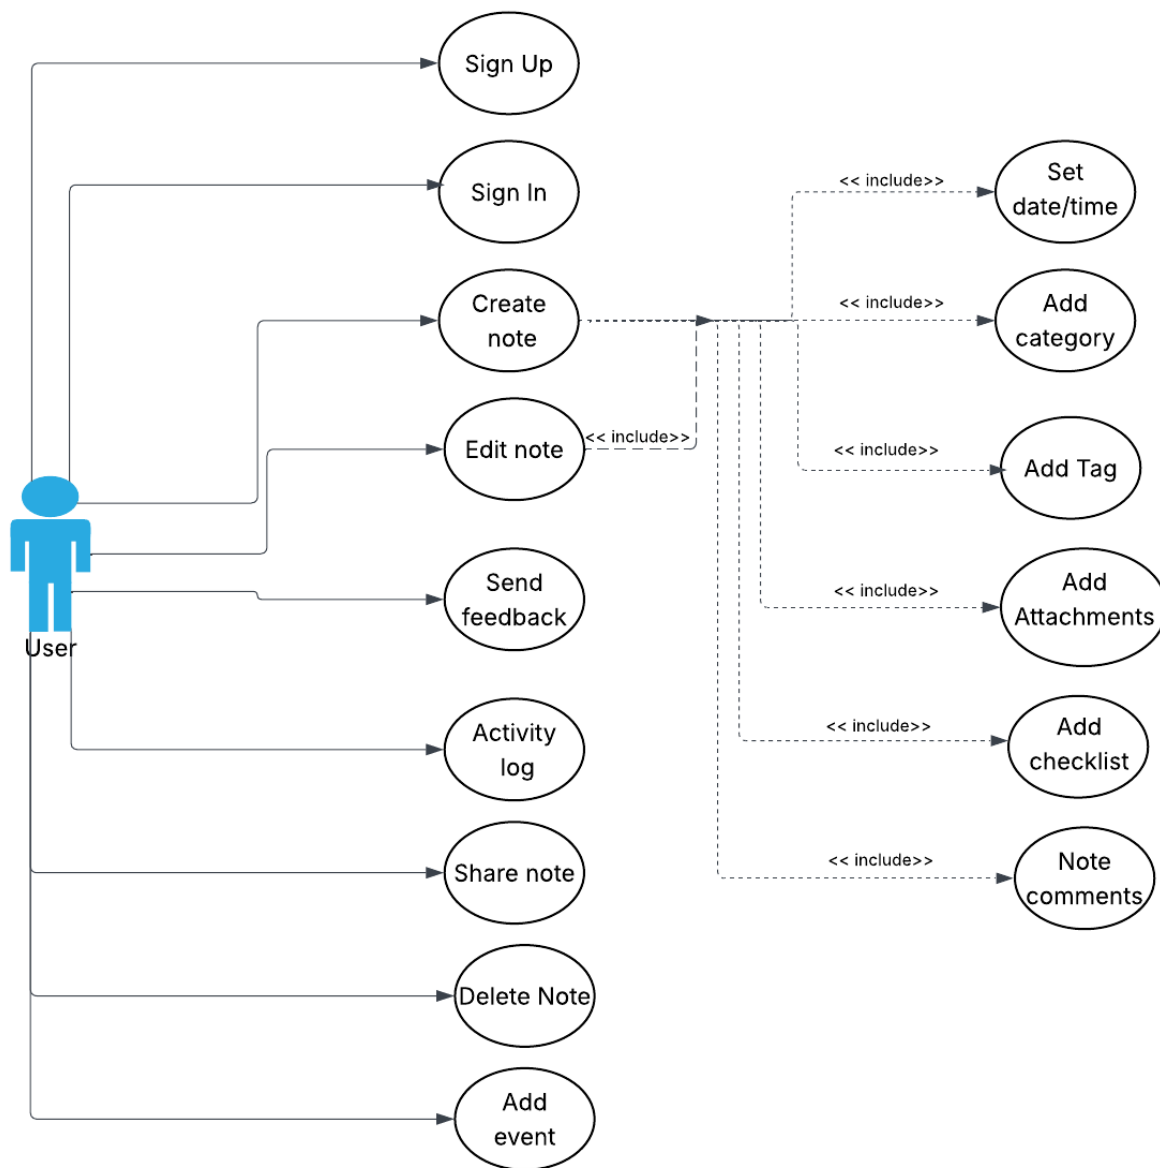 Sign Up
Sign In
<< include>>
Set
date/time
Create
note
<< include>>
Add
category
Edit note
<< include>>
<< include>>
Add Tag
User
Send
feedback
<< include>>
Add
Attachments
Activity
log
<< include>>
Add
checklist
Share note
<< include>>
Note
comments
Delete Note
Add
event